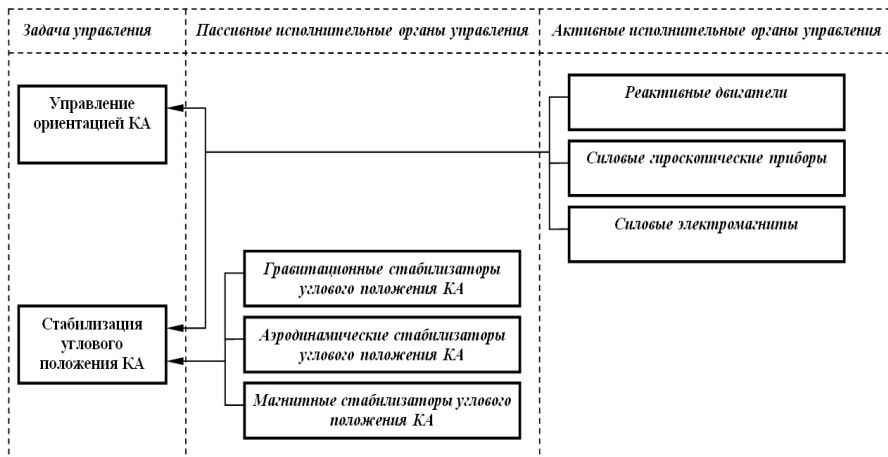 Задача управления
Пассивные исполнительные органы управления
Активные исполнительные органы управления
Управление
ориентацией КА
Реактивные двигатели
Силовые гироскопические приборы
Силовые электромагниты
Гравитационные стабилизаторы
углового положения КА
Стабилизация
углового
положения КА
Аэродинамические стабилизаторы
углового положения КА
Магнитные стабилизаторы углового
положения КА